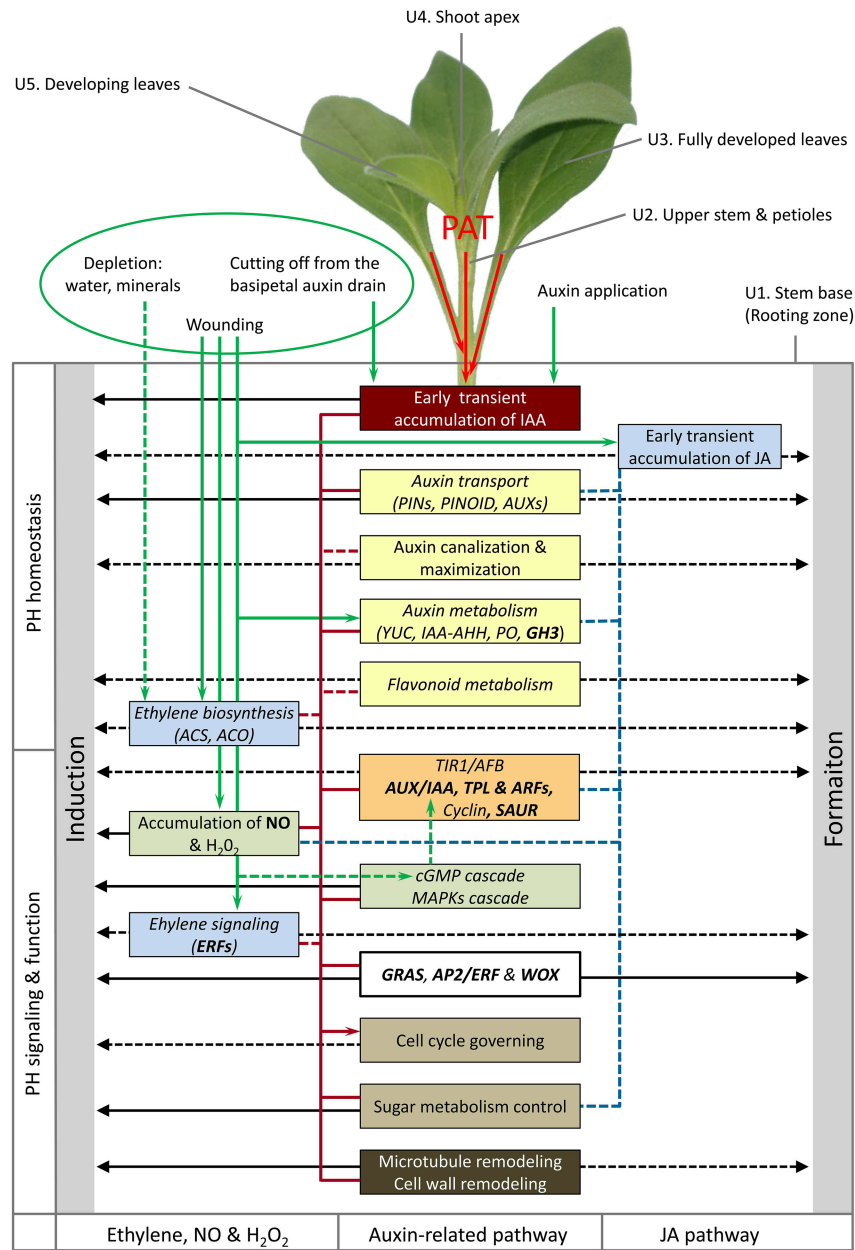 U4. Shoot apex
U5. Developing leaves
U3. Fully developed leaves
PAT
U2. Upper stem & petioles
Depletion:
water, minerals
Cutting off from the
basipetal auxin drain
Wounding
Auxin application
U1. Stem base
(Rooting zone)
PH homeostasis
PH signaling & function
Induction
Formaiton
Early transient
accumulation of IAA
Early transient
accumulation of JA
Auxin transport
(PINs, PINOID, AUXs)
Auxin canalization &
maximization
Auxin metabolism
(YUC, IAA-AHH, PO, GH3)
Flavonoid metabolism
Ethylene biosynthesis
(ACS, ACO)
TIR1/AFB
AUX/IAA, TPL & ARFs,
Cyclin, SAUR
Accumulation of NO
& H202
cGMP cascade
MAPKs cascade
Ehylene signaling
(ERFs)
GRAS, AP2/ERF & WOX
Cell cycle governing
Sugar metabolism control
Microtubule remodeling
Cell wall remodeling
Ethylene, NO & H2O2
Auxin-related pathway
JA pathway